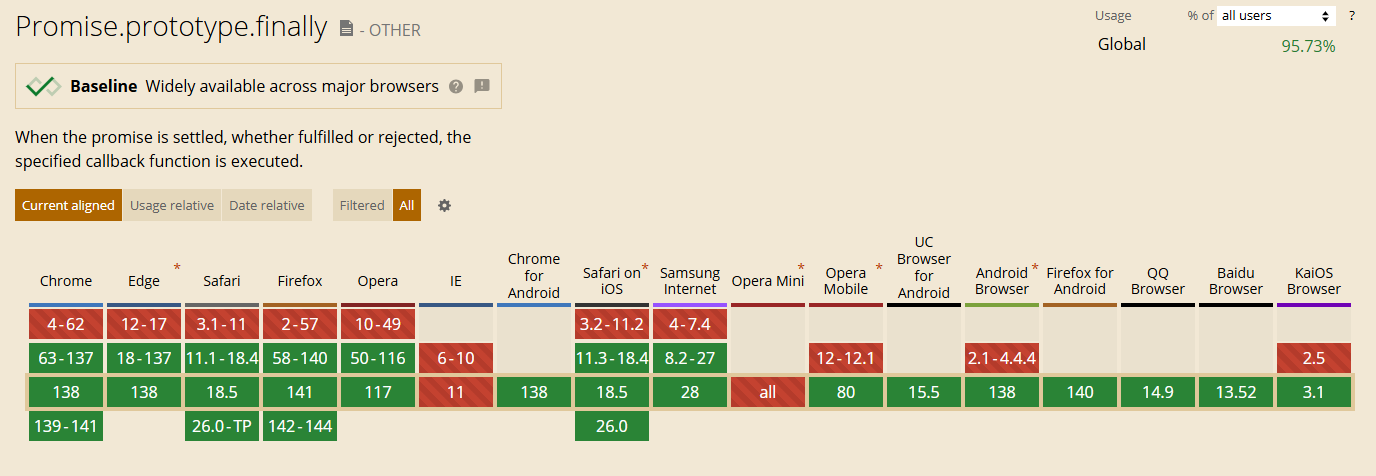 Promise.prototype.finally - OTHER
Usage % of all users ?
Global 95.73%
Baseline Widely available across major browsers ?
When the promise is settled, whether fulfilled or rejected, the
specified callback function is executed.
Current aligned Usage relative Date relative Filtered All
Chrome Edge * Safari Firefox Opera IE Chrome for Android Safari on iOS * Samsung Internet Opera Mini * Opera Mobile * UC Browser for Android Android Browser * Firefox for Android QQ Browser Baidu Browser KaiOS Browser
4-62 12-17 3.1-11 2-57 10-49 3.2-11.2 4-7.4
63-137 18-137 11.1-18.4 58-140 50-116 6-10 11.3-18.4 8.2-27 12-12.1 2.1-4.4.4 2.5
138 138 18.5 141 117 11 138 18.5 28 all 80 15.5 138 140 14.9 13.52 3.1
139-141 26.0-TP 142-144 26.0